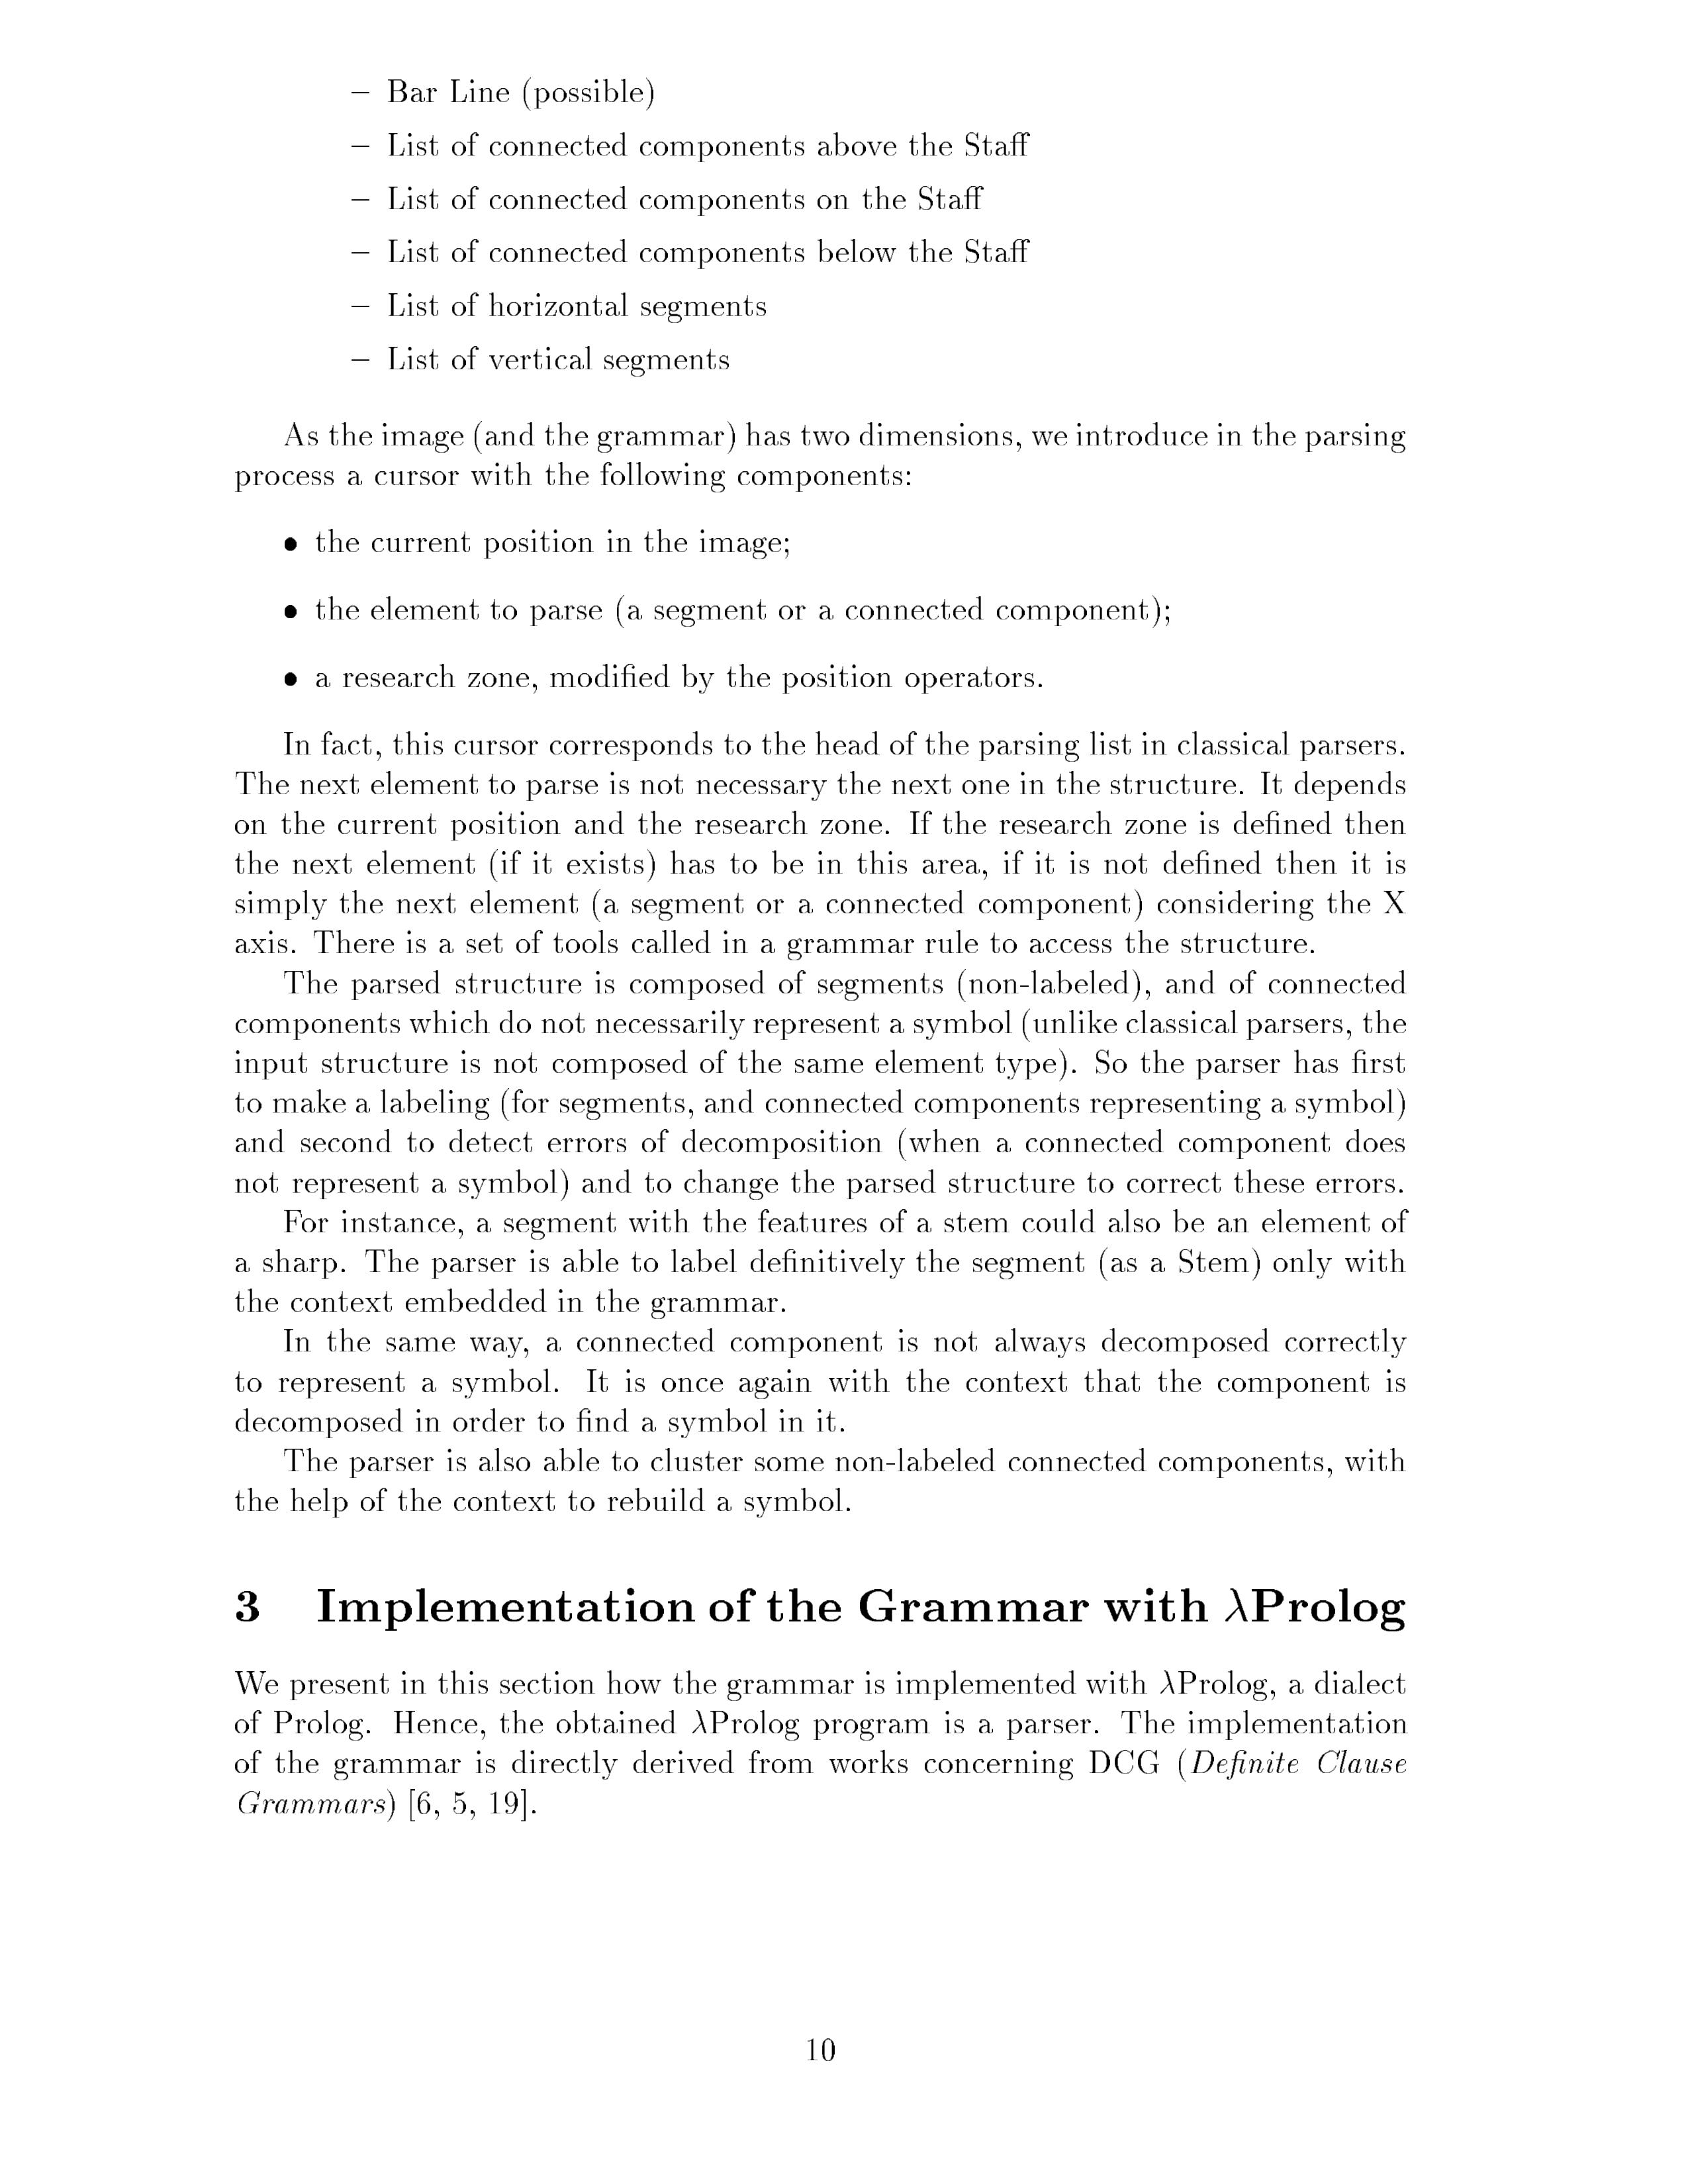 – Bar Line (possible)
– List of connected components above the Staff
– List of connected components on the Staff
– List of connected components below the Staff
– List of horizontal segments
– List of vertical segments
As the image (and the grammar) has two dimensions, we introduce in the parsing
process a cursor with the following components:
• the current position in the image;
• the element to parse (a segment or a connected component);
• a research zone, modified by the position operators.
In fact, this cursor corresponds to the head of the parsing list in classical parsers.
The next element to parse is not necessary the next one in the structure. It depends
on the current position and the research zone. If the research zone is defined then
the next element (if it exists) has to be in this area, if it is not defined then it is
simply the next element (a segment or a connected component) considering the X
axis. There is a set of tools called in a grammar rule to access the structure.
The parsed structure is composed of segments (non-labeled), and of connected
components which do not necessarily represent a symbol (unlike classical parsers, the
input structure is not composed of the same element type). So the parser has first
to make a labeling (for segments, and connected components representing a symbol)
and second to detect errors of decomposition (when a connected component does
not represent a symbol) and to change the parsed structure to correct these errors.
For instance, a segment with the features of a stem could also be an element of
a sharp. The parser is able to label definitively the segment (as a Stem) only with
the context embedded in the grammar.
In the same way, a connected component is not always decomposed correctly
to represent a symbol. It is once again with the context that the component is
decomposed in order to find a symbol in it.
The parser is also able to cluster some non-labeled connected components, with
the help of the context to rebuild a symbol.
3 Implementation of the Grammar with λProlog
We present in this section how the grammar is implemented with λProlog, a dialect
of Prolog. Hence, the obtained λProlog program is a parser. The implementation
of the grammar is directly derived from works concerning DCG (Definite Clause
Grammars) [6, 5, 19].
10